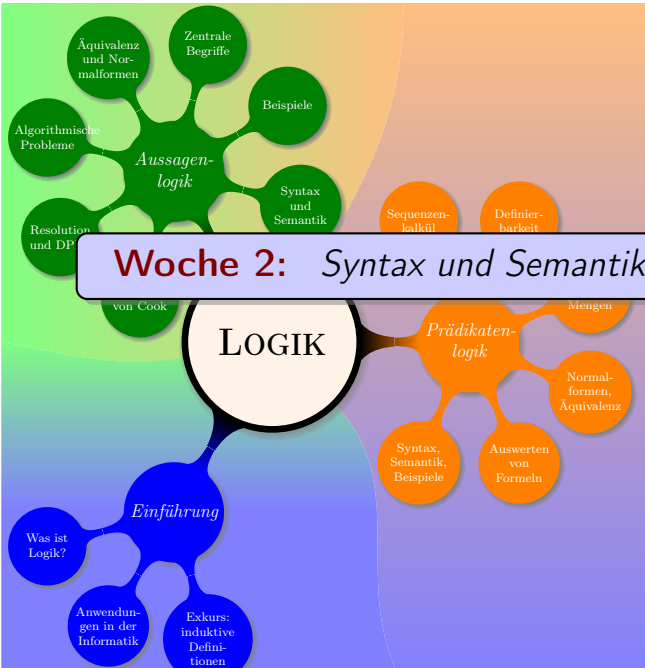 Zentrale
Begriffe
Äquivalenz
und Nor-
malformen
Beispiele
Algorithmische
Probleme
Aussagen-
logik
Syntax
und
Semantik
Resolution
und DP
von Cook
Sequenzen-
kalkül
Definier-
barkeit
Woche 2: Syntax und Semantik
Mengen
LOGIK
Prädikaten-
logik
Normal-
formen,
Äquivalenz
Syntax,
Semantik,
Beispiele
Auswerten
von
Formeln
Einführung
Was ist
Logik?
Anwendun-
gen in der
Informatik
Exkurs:
induktive
Defini-
tionen